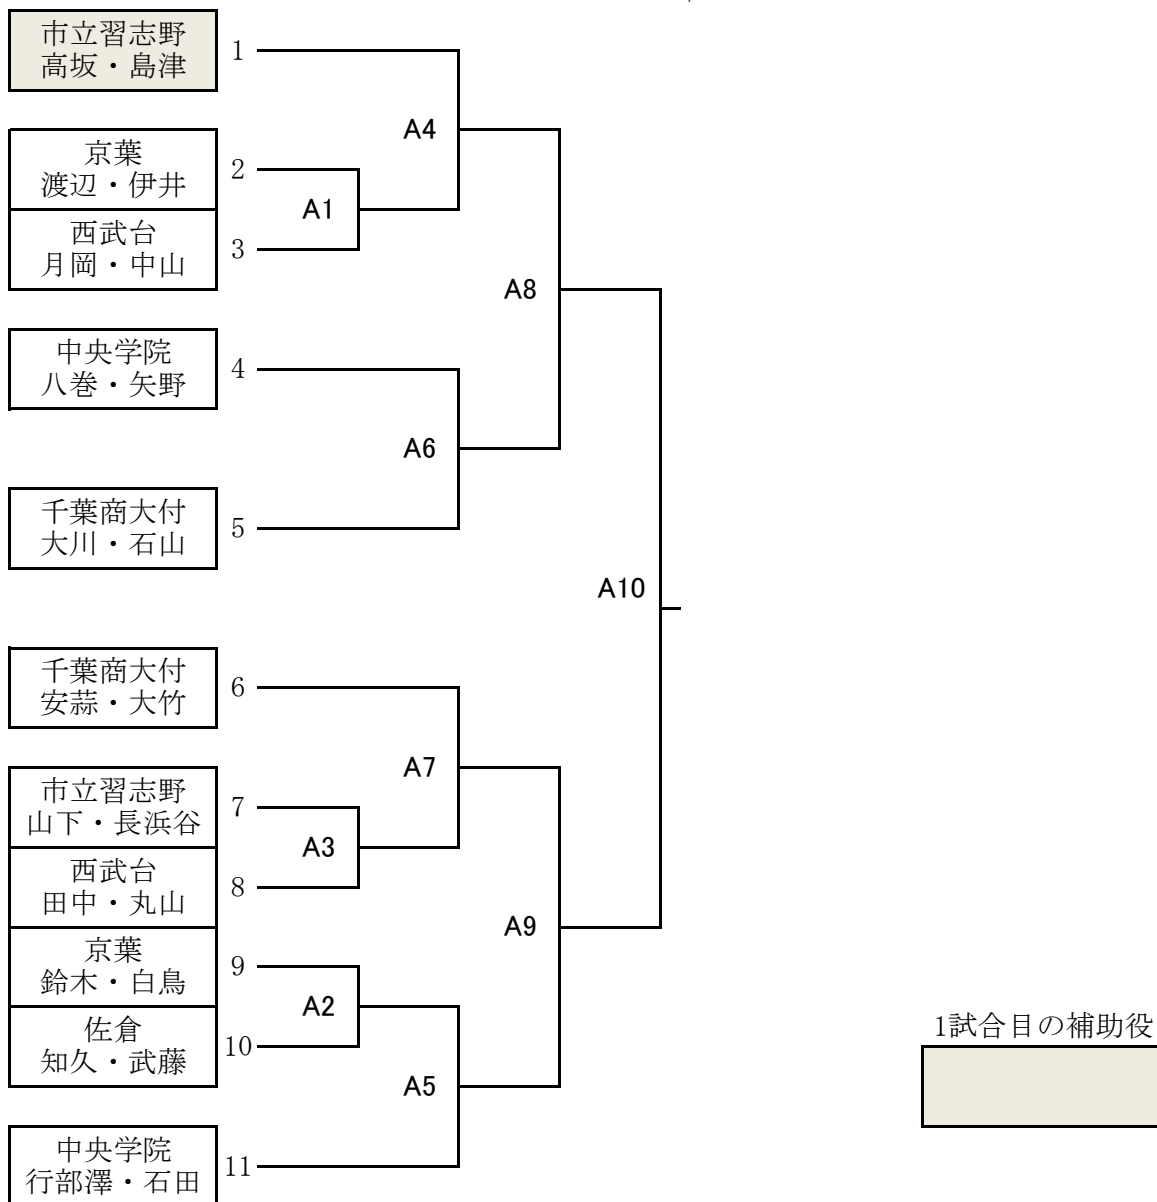 市立習志野
高坂・島津
1
A4
京葉
渡辺・伊井
2
A1
西武台
月岡・中山
3
A8
中央学院
八巻・矢野
4
A6
千葉商大付
大川・石山
5
A10
千葉商大付
安蒜・大竹
6
A7
市立習志野
山下・長浜谷
7
A3
西武台
田中・丸山
8
A9
京葉
鈴木・白鳥
9
A2
佐倉
知久・武藤
10
A5
1試合目の補助役
中央学院
行部澤・石田
11